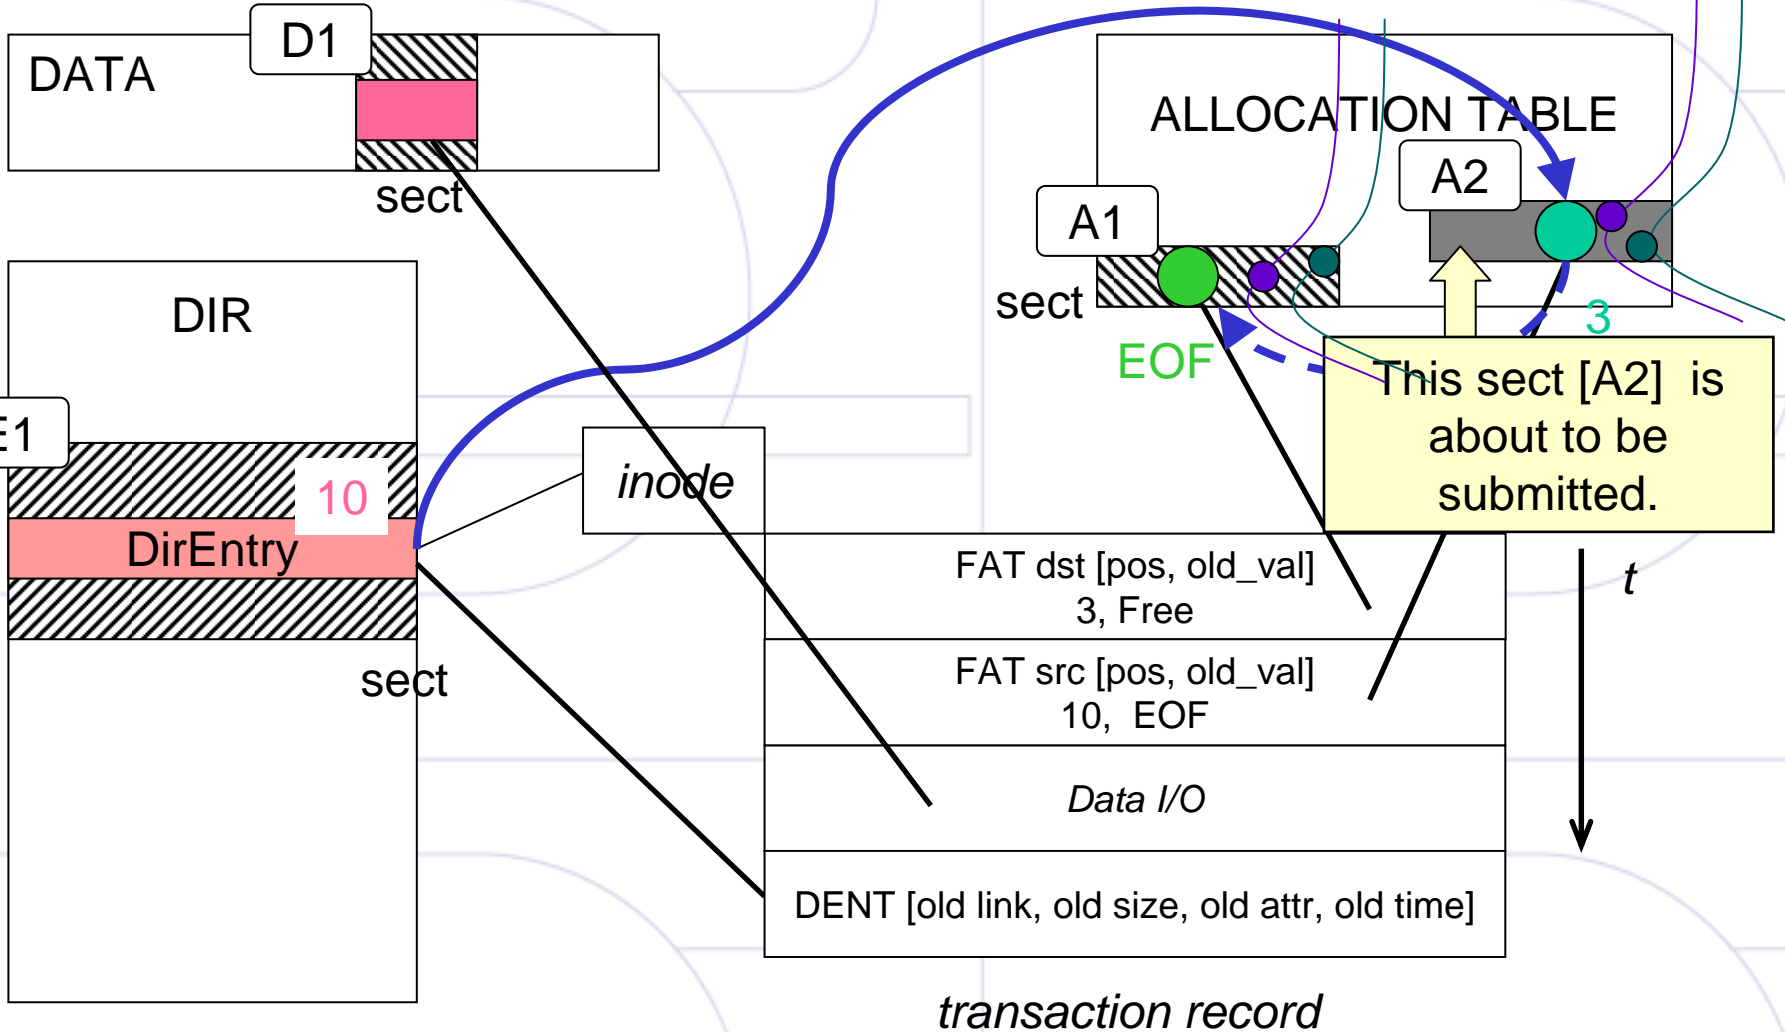 D1
DATA
sect
ALLOCATION TABLE
A2
A1
sect
EOF
3
DIR
E1
10
DirEntry
sect
inode
This sect [A2]  is
about to be
submitted.
t
FAT dst [pos, old_val]
3, Free
FAT src [pos, old_val]
10,  EOF
Data I/O
DENT [old link, old size, old attr, old time]
transaction record